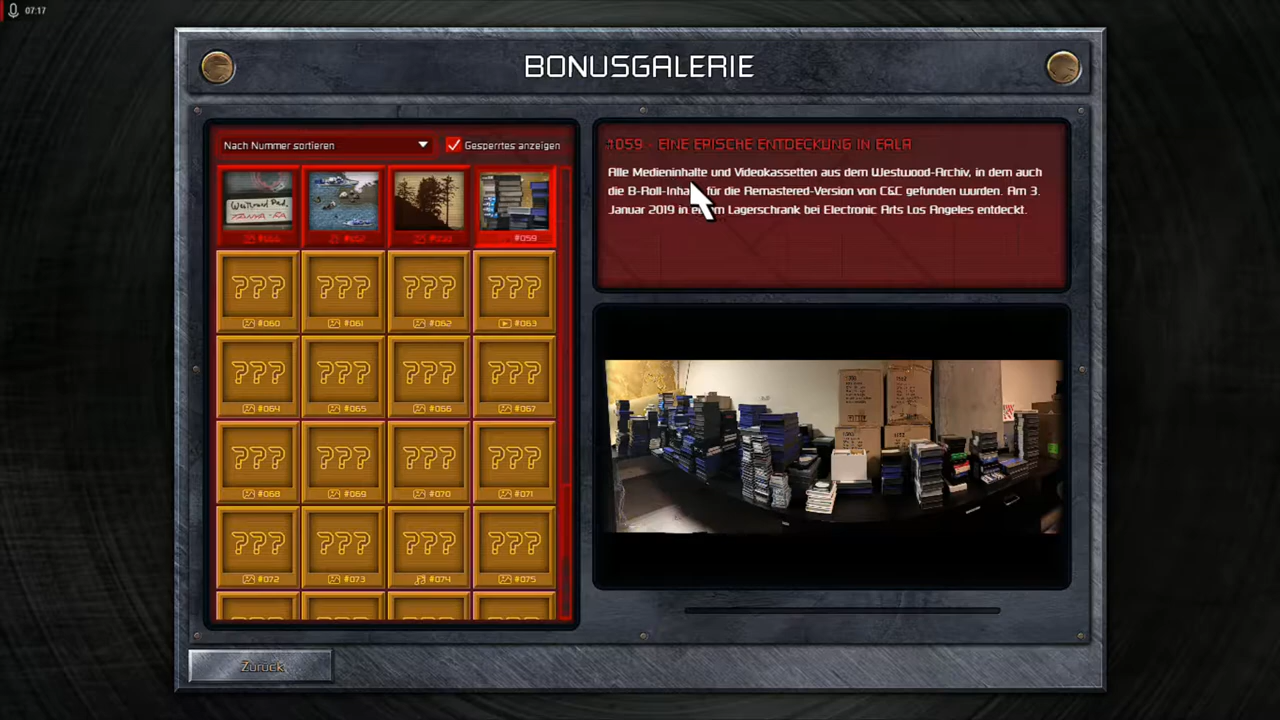 07:17
BONUSGALERIE
Nach Nummer sortieren
Gesperrtes anzeigen
#059 - EINE EPISCHE ENTDECKUNG IN EALA
Alle Medieninhalte und Videokassetten aus dem Westwood-Archiv, in dem auch
die B-Roll-Inhalte für die Remastered-Version von C&C gefunden wurden. Am 3.
Januar 2019 in einem Lagerschrank bei Electronic Arts Los Angeles entdeckt.
#059
??? ??? ??? ???
#060 #061 #062 #063
??? ??? ??? ???
#064 #065 #066 #067
??? ??? ??? ???
#068 #069 #070 #071
??? ??? ??? ???
#072 #073 #074 #075
Zurück